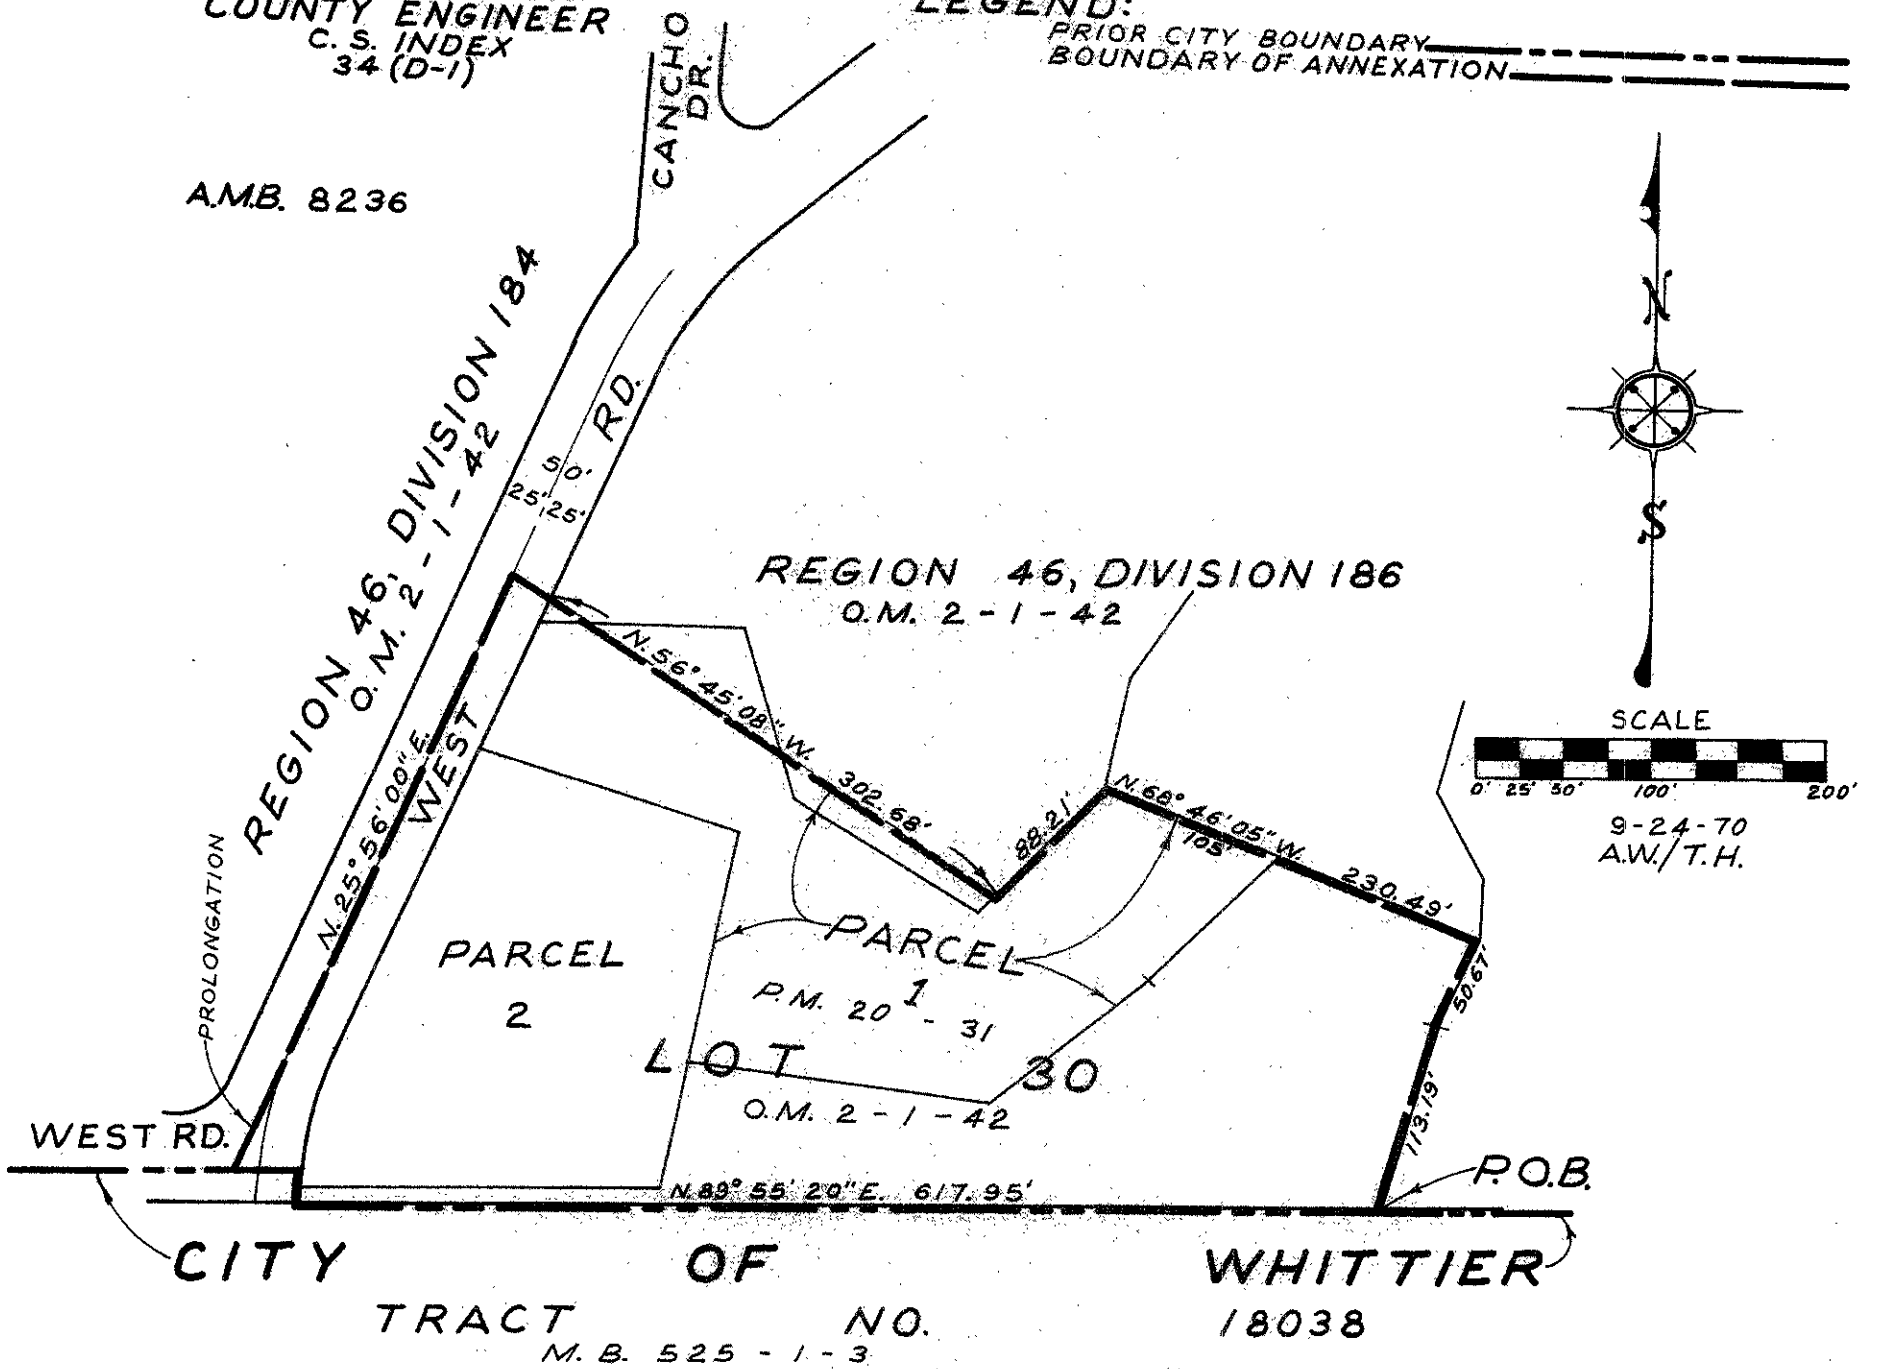 COUNTY ENGINEER
C. S. INDEX
34 (D-1)
LEGEND:
PRIOR CITY BOUNDARY
BOUNDARY OF ANNEXATION
CANCHO
DR.
A.M.B. 8236
REGION 46, DIVISION 184
O. M. 2 - 1 - 42
RD.
50'
25' 25'
N
S
REGION 46, DIVISION 186
O.M. 2 - 1 - 42
N. 56° 45' 08" W.
302.68'
88.21'
N. 68° 46' 05" W.
105'
230.49'
SCALE
0' 25' 50' 100' 200'
9-24-70
A.W./T.H.
N. 25° 56' 00" E.
WEST
PROLONGATION
PARCEL
2
PARCEL
1
P.M. 20 - 31
50.67'
LOT 30
O.M. 2 - 1 - 42
113.19'
WEST RD.
P.O.B.
N. 89° 55' 20" E. 617.95'
CITY OF WHITTIER
TRACT NO. 18038
M. B. 525 - 1 - 3